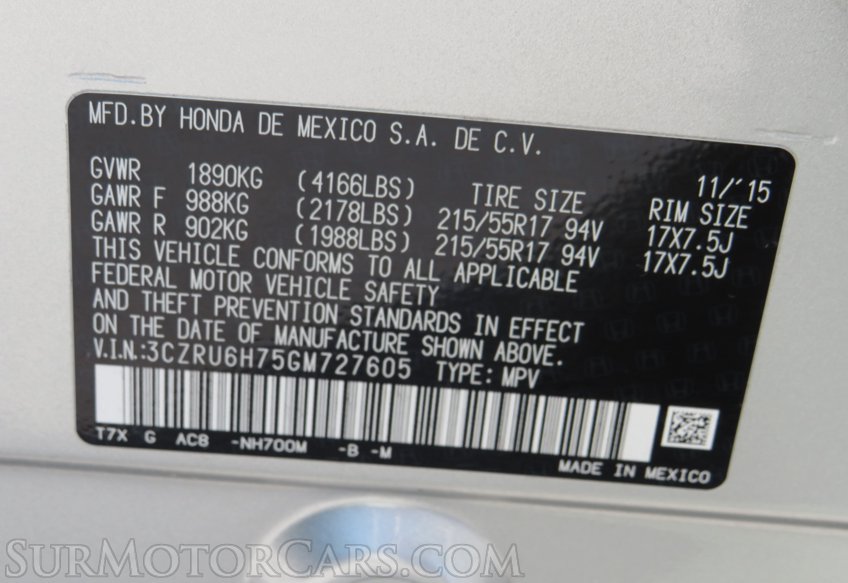 MFD.BY HONDA DE MEXICO S.A. DE C.V.
11/'15
GVWR 1890KG (4166LBS) TIRE SIZE RIM SIZE
GAWR F 988KG (2178LBS) 215/55R17 94V 17X7.5J
GAWR R 902KG (1988LBS) 215/55R17 94V 17X7.5J
THIS VEHICLE CONFORMS TO ALL APPLICABLE
FEDERAL MOTOR VEHICLE SAFETY
AND THEFT PREVENTION STANDARDS IN EFFECT
ON THE DATE OF MANUFACTURE SHOWN ABOVE.
V.I.N.:3CZRU6H75GM727605 TYPE: MPV
T7X G AC8 -NH700M -B -M
MADE IN MEXICO
SURMOTORCARS.COM